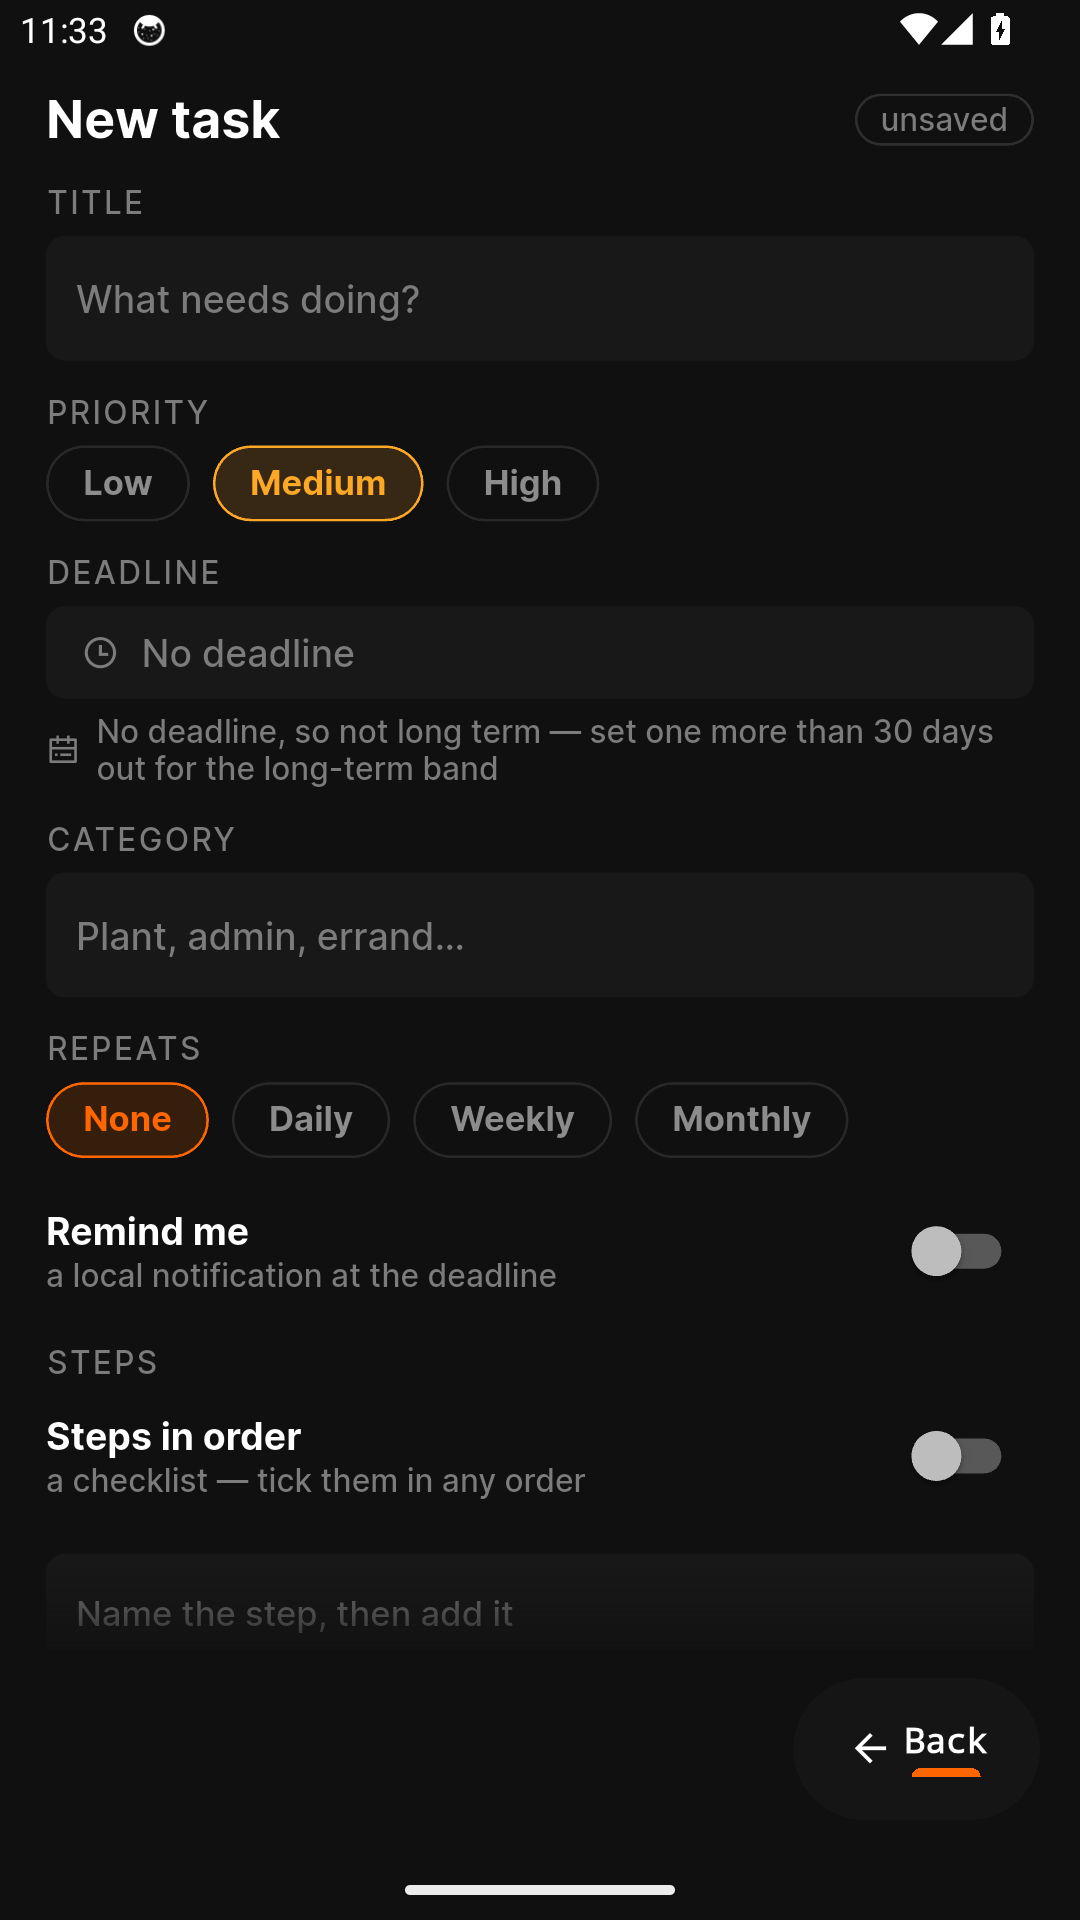 11:33
New task
unsaved
TITLE
What needs doing?
PRIORITY
Low
Medium
High
DEADLINE
No deadline
No deadline, so not long term — set one more than 30 days
out for the long-term band
CATEGORY
Plant, admin, errand...
REPEATS
None
Daily
Weekly
Monthly
Remind me
a local notification at the deadline
STEPS
Steps in order
a checklist — tick them in any order
Name the step, then add it
Back